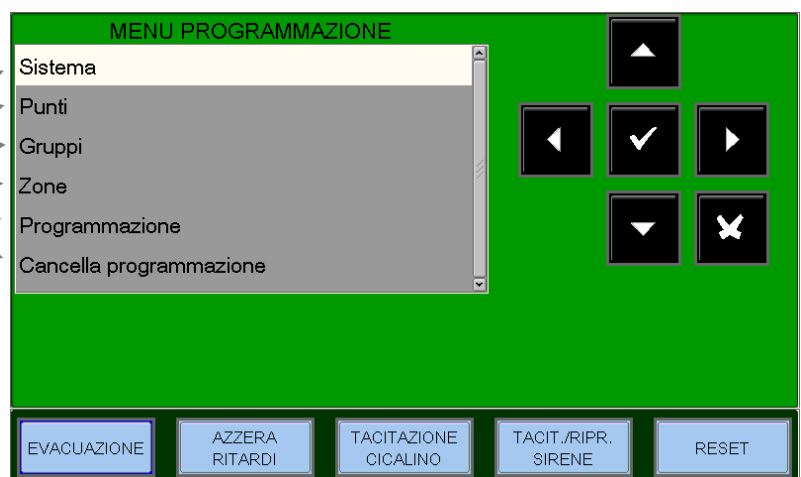 MENU PROGRAMMAZIONE
Sistema
Punti
Gruppi
Zone
Programmazione
Cancella programmazione
EVACUAZIONE
AZZERA
RITARDI
TACITAZIONE
CICALINO
TACIT./RIPR.
SIRENE
RESET